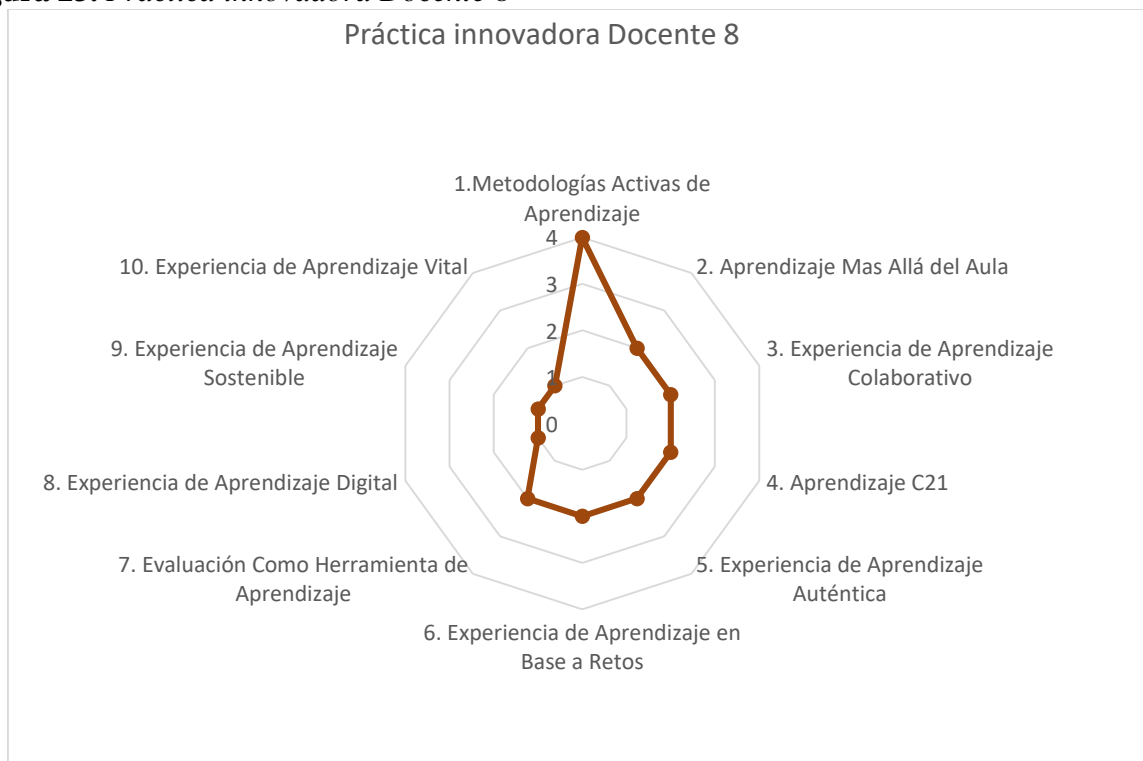 Práctica innovadora Docente 8
1.Metodologías Activas de
Aprendizaje
2. Aprendizaje Mas Allá del Aula
3. Experiencia de Aprendizaje
Colaborativo
4. Aprendizaje C21
5. Experiencia de Aprendizaje
Auténtica
6. Experiencia de Aprendizaje en
Base a Retos
7. Evaluación Como Herramienta de
Aprendizaje
8. Experiencia de Aprendizaje Digital
9. Experiencia de Aprendizaje
Sostenible
10. Experiencia de Aprendizaje Vital
4
3
2
1
0